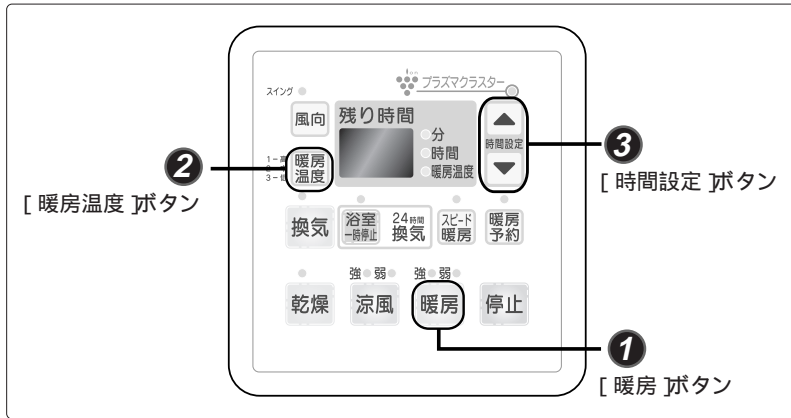 プラズマクラスター
スイング
風向
残り時間
分
時間
暖房温度
時間設定
3
[ 時間設定 ]ボタン
2
[ 暖房温度 ]ボタン
暖房
温度
換気
浴室
一時停止
24時間
換気
スピード
暖房
暖房
予約
強 弱 強 弱
乾燥 涼風 暖房 停止
1
[ 暖房 ]ボタン